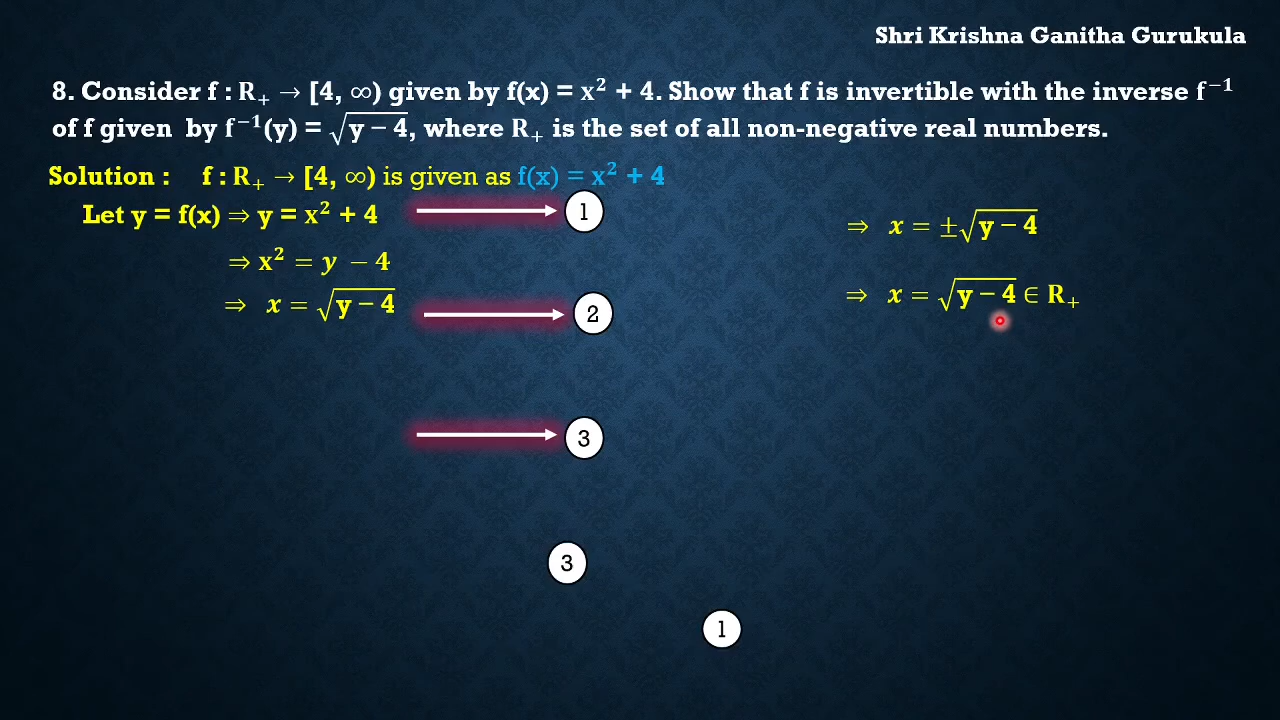 Shri Krishna Ganitha Gurukula
8. Consider f : R₊ → [4, ∞) given by f(x) = x² + 4. Show that f is invertible with the inverse f⁻¹
of f given by f⁻¹(y) = √(y − 4), where R₊ is the set of all non-negative real numbers.
Solution : f : R₊ → [4, ∞) is given as f(x) = x² + 4
Let y = f(x) ⇒ y = x² + 4 1
⇒ x² = y − 4
⇒ x = √(y − 4) 2
⇒ x = ±√(y − 4)
⇒ x = √(y − 4) ∈ R₊
3
3
1